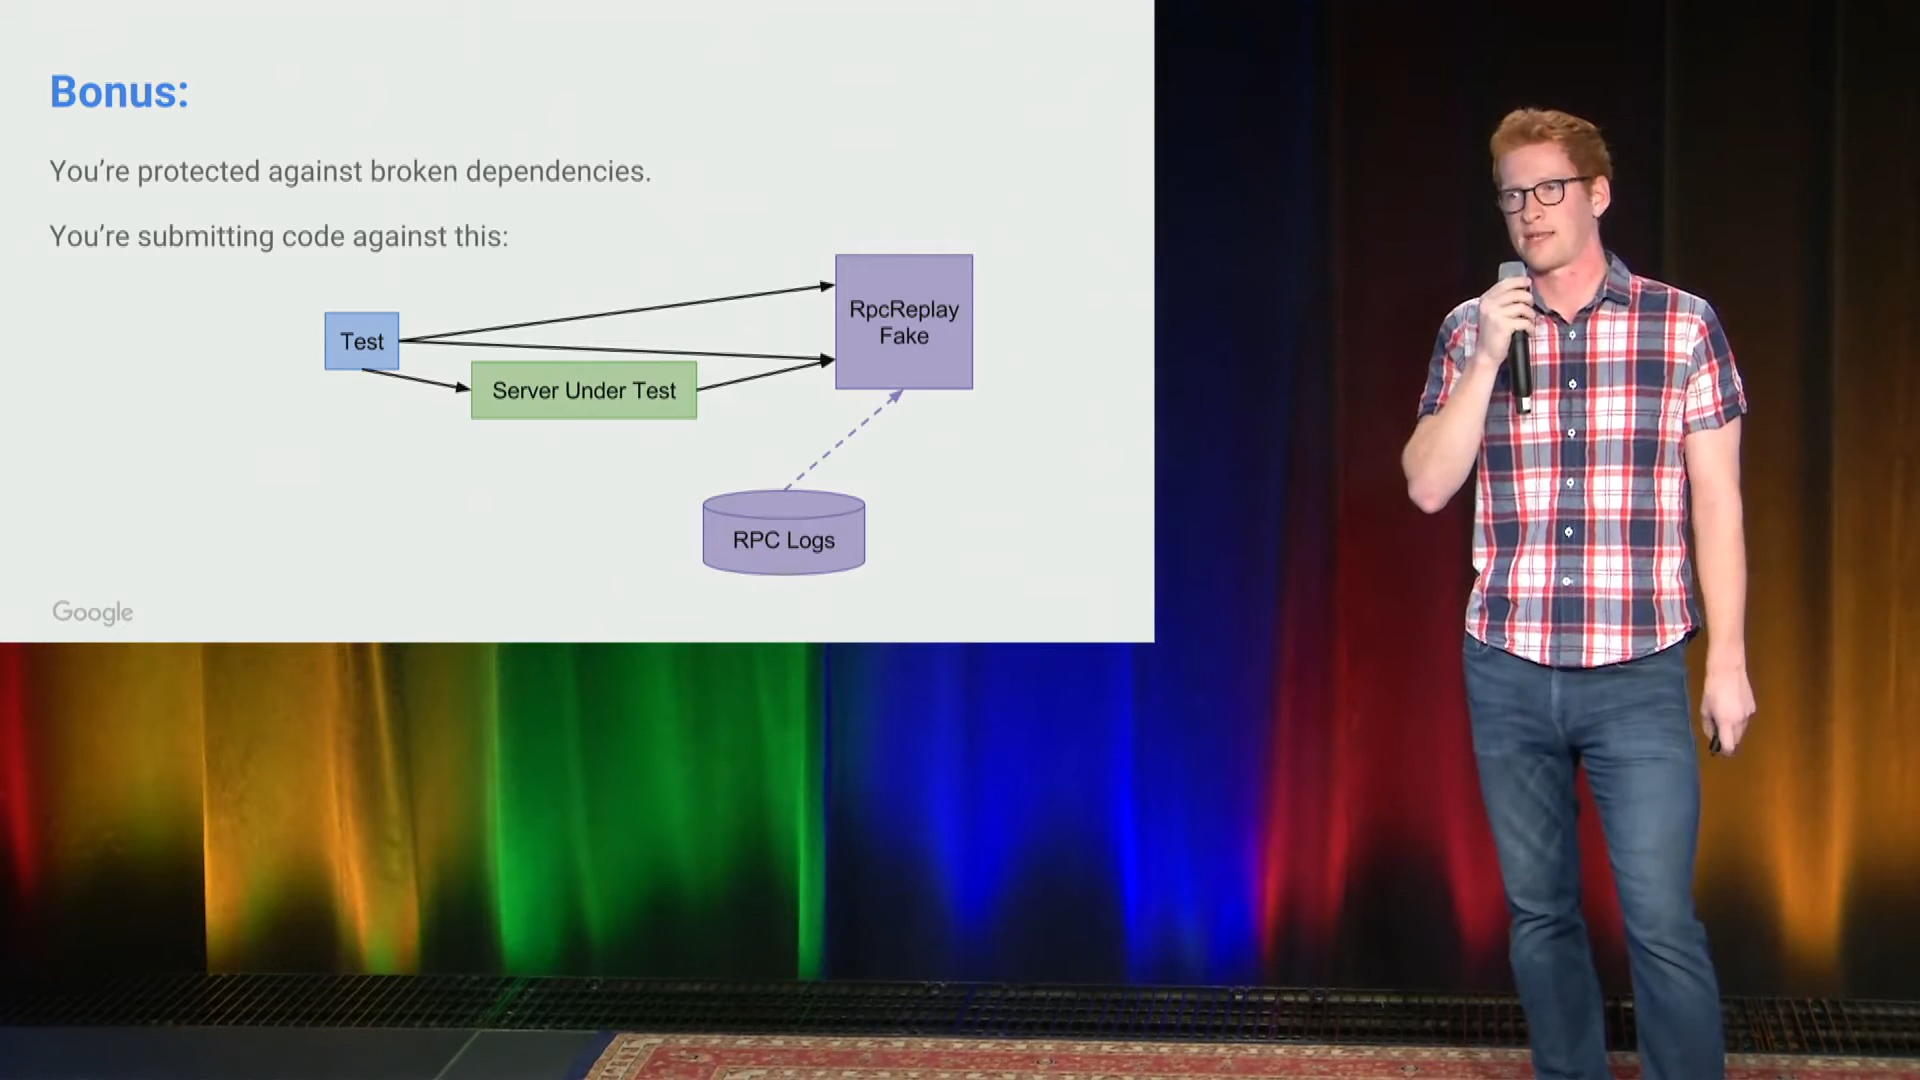 Bonus:
You’re protected against broken dependencies.
You’re submitting code against this:
RpcReplay
Fake
Test
Server Under Test
RPC Logs
Google